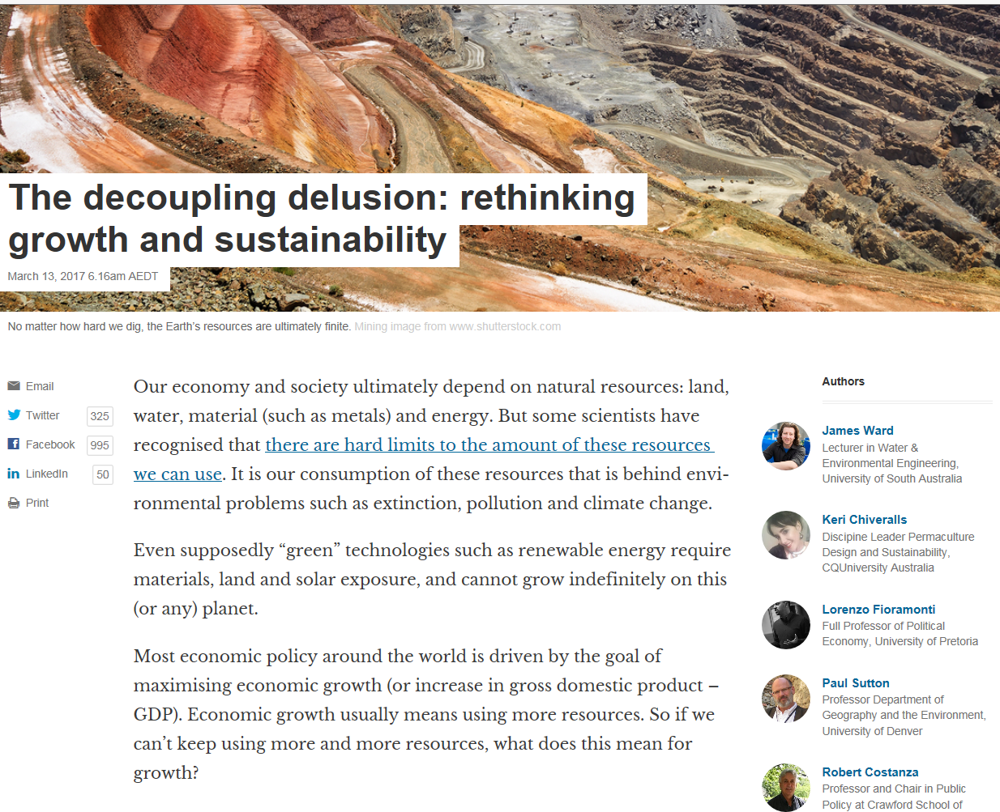 The decoupling delusion: rethinking
growth and sustainability
March 13, 2017 6.16am AEDT
No matter how hard we dig, the Earth’s resources are ultimately finite. Mining image from www.shutterstock.com
Email
Twitter 325
Facebook 995
LinkedIn 50
Print
Our economy and society ultimately depend on natural resources: land,
water, material (such as metals) and energy. But some scientists have
recognised that there are hard limits to the amount of these resources
we can use. It is our consumption of these resources that is behind envi-
ronmental problems such as extinction, pollution and climate change.
Even supposedly “green” technologies such as renewable energy require
materials, land and solar exposure, and cannot grow indefinitely on this
(or any) planet.
Most economic policy around the world is driven by the goal of
maximising economic growth (or increase in gross domestic product –
GDP). Economic growth usually means using more resources. So if we
can’t keep using more and more resources, what does this mean for
growth?
Authors
James Ward
Lecturer in Water &
Environmental Engineering,
University of South Australia
Keri Chiveralls
Discipine Leader Permaculture
Design and Sustainability,
CQUniversity Australia
Lorenzo Fioramonti
Full Professor of Political
Economy, University of Pretoria
Paul Sutton
Professor Department of
Geography and the Environment,
University of Denver
Robert Costanza
Professor and Chair in Public
Policy at Crawford School of